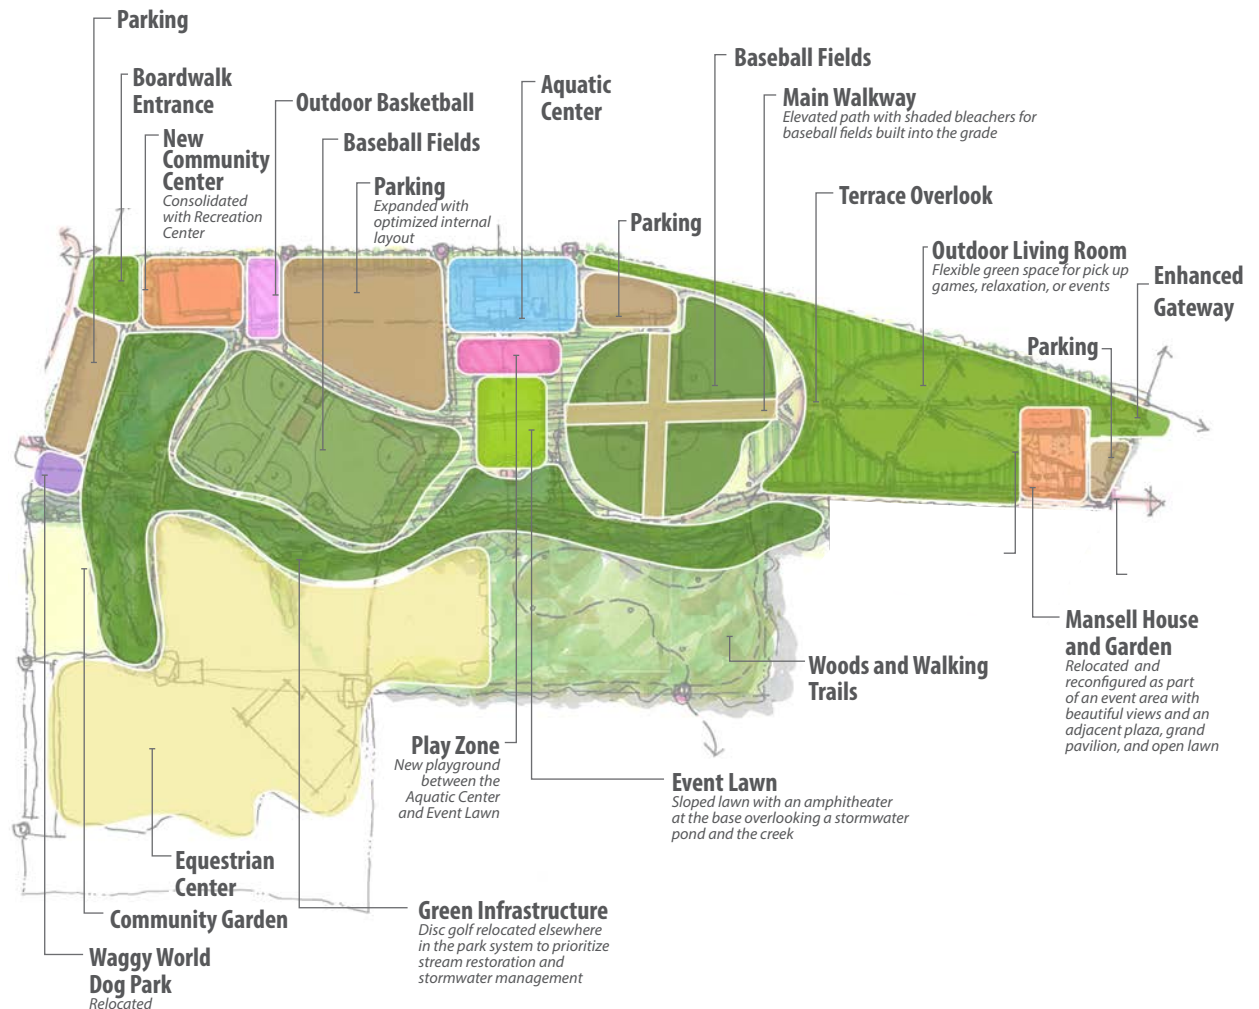 Parking
Boardwalk
Entrance
New
Community
Center
Consolidated
with Recreation
Center
Outdoor Basketball
Baseball Fields
Parking
Expanded with
optimized internal
layout
Aquatic
Center
Parking
Baseball Fields
Main Walkway
Elevated path with shaded bleachers for
baseball fields built into the grade
Terrace Overlook
Outdoor Living Room
Flexible green space for pick up
games, relaxation, or events
Enhanced
Gateway
Parking
Mansell House
and Garden
Relocated and
reconfigured as part
of an event area with
beautiful views and an
adjacent plaza, grand
pavilion, and open lawn
Woods and Walking
Trails
Play Zone
New playground
between the
Aquatic Center
and Event Lawn
Event Lawn
Sloped lawn with an amphitheater
at the base overlooking a stormwater
pond and the creek
Equestrian
Center
Community Garden
Green Infrastructure
Disc golf relocated elsewhere
in the park system to prioritize
stream restoration and
stormwater management
Waggy World
Dog Park
Relocated